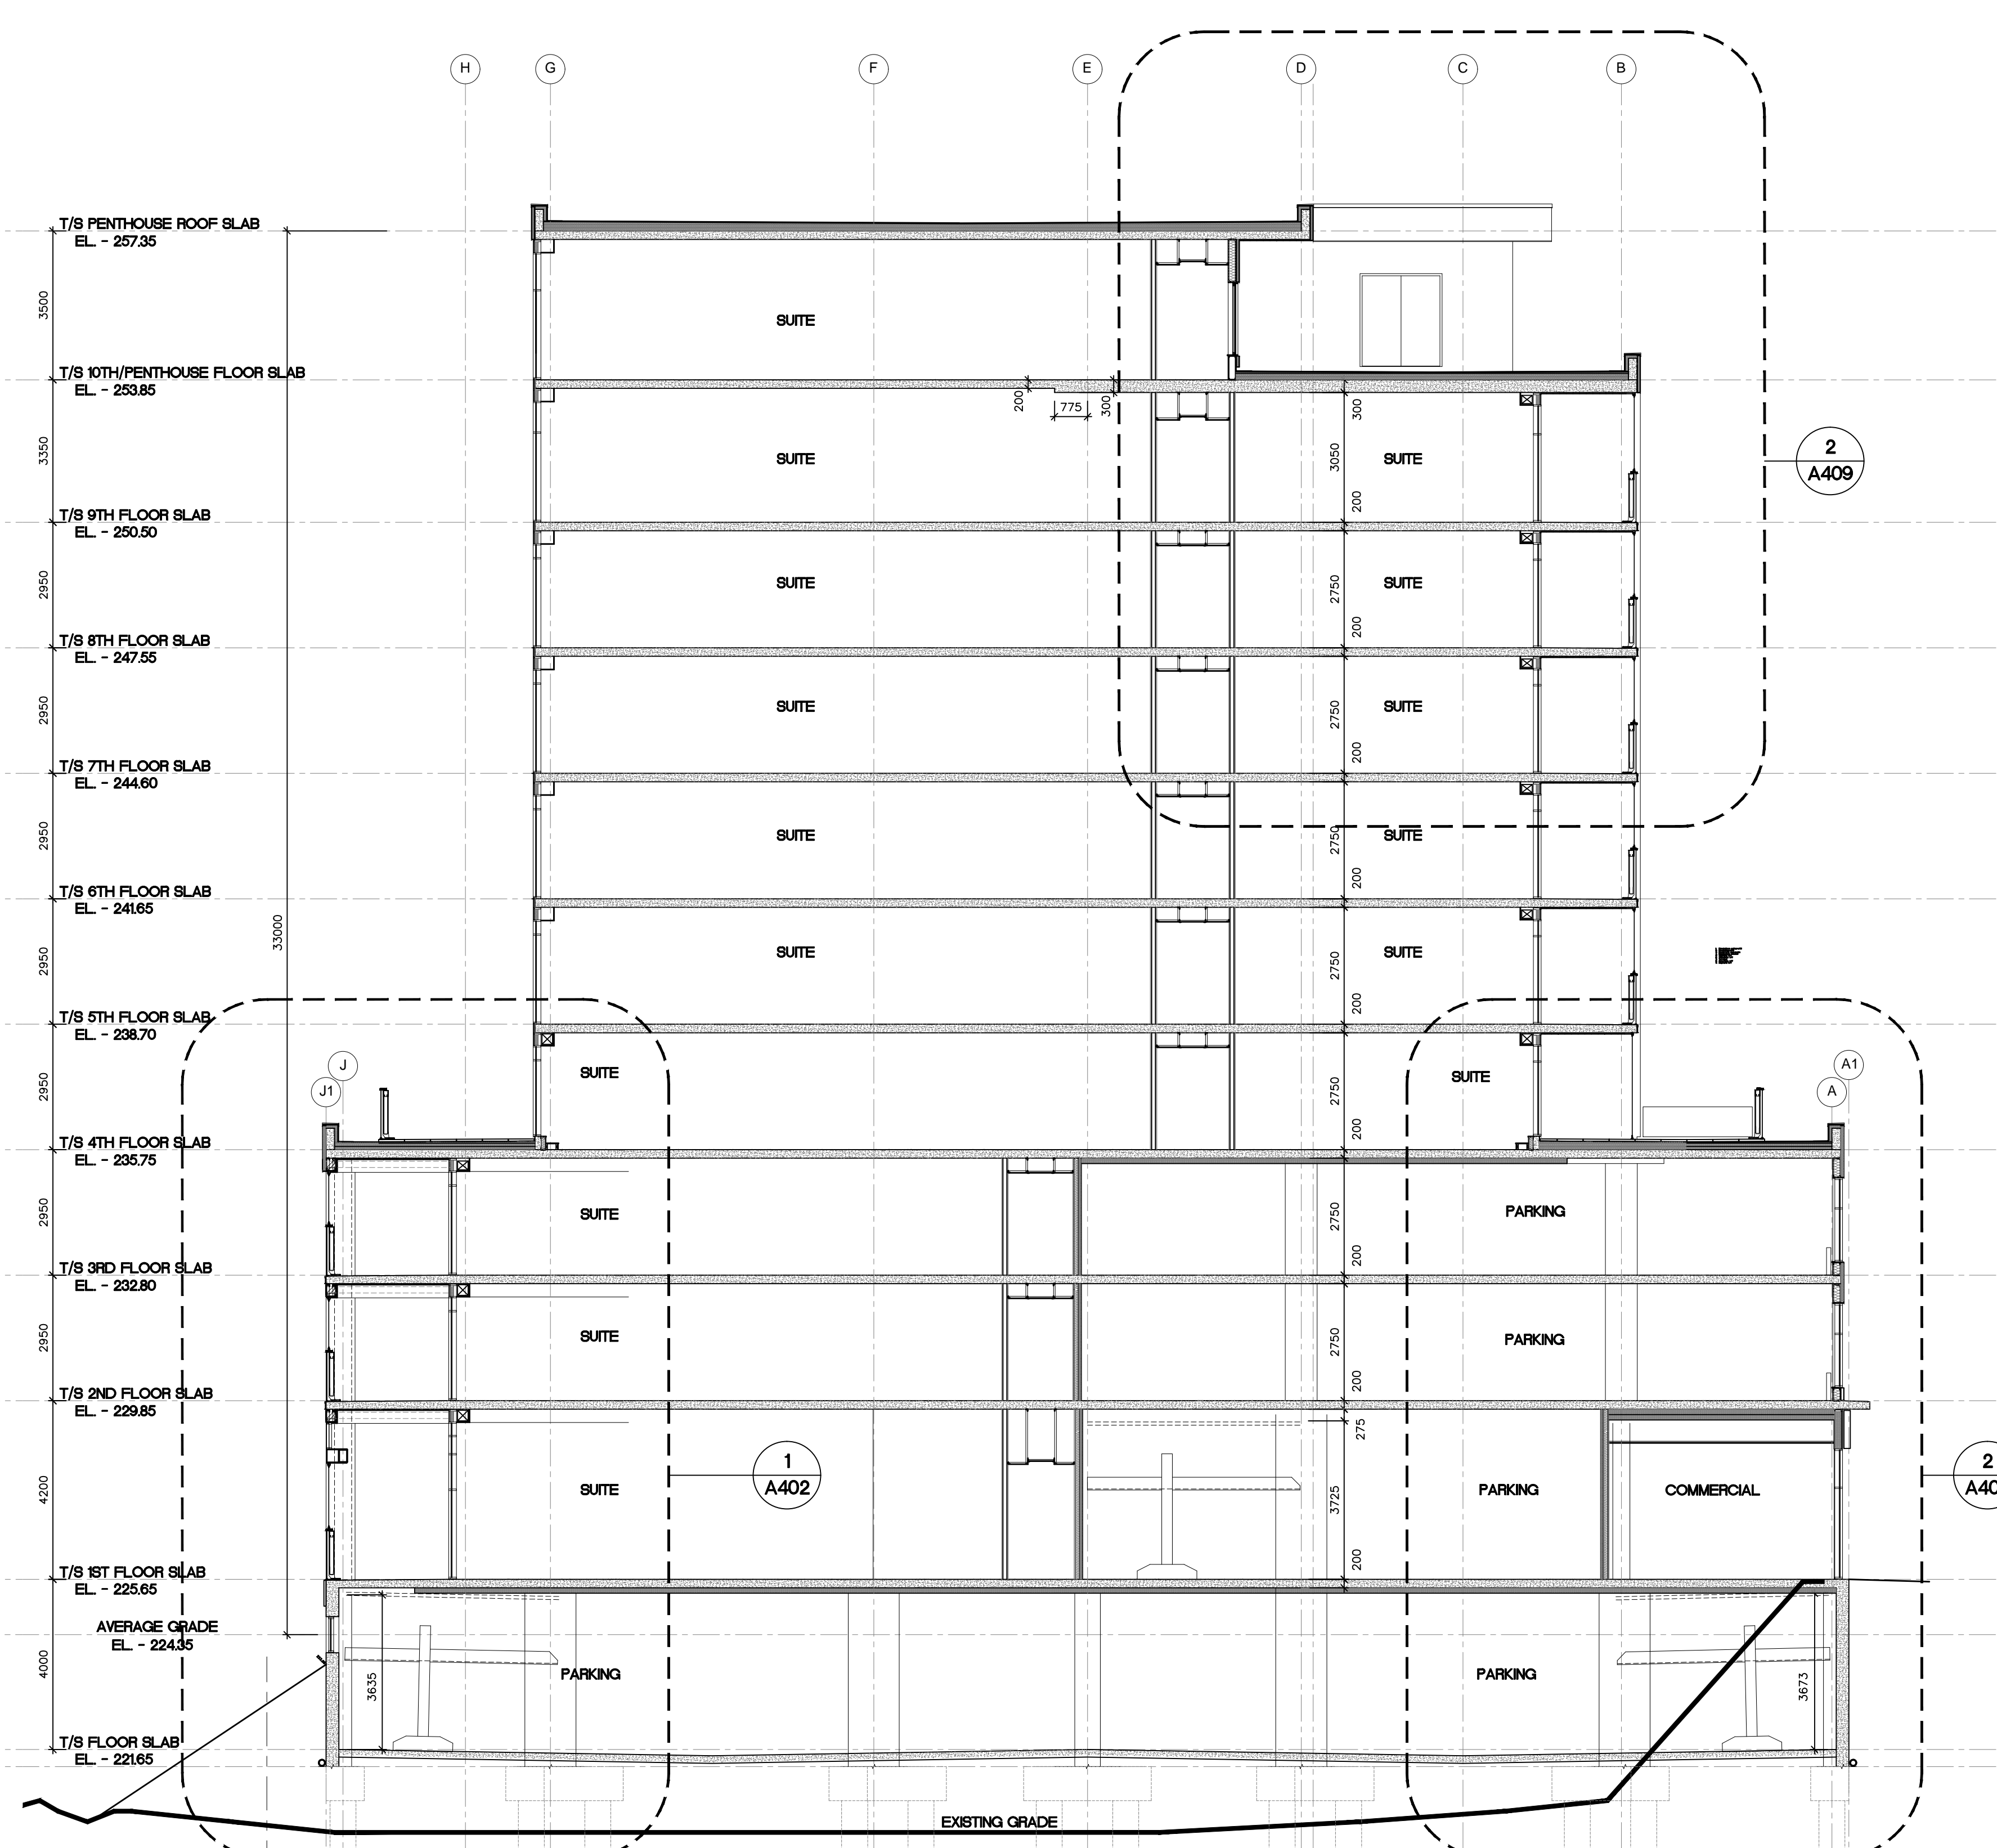 H G F E D C B
T/S PENTHOUSE ROOF SLAB
EL. - 257.35
3500
SUITE
T/S 10TH/PENTHOUSE FLOOR SLAB
EL. - 253.85
200
775
300
300
3350
SUITE
3050
SUITE
2
A409
200
T/S 9TH FLOOR SLAB
EL. - 250.50
2950
SUITE
2750
SUITE
200
T/S 8TH FLOOR SLAB
EL. - 247.55
2950
SUITE
2750
SUITE
200
T/S 7TH FLOOR SLAB
EL. - 244.60
2950
SUITE
2750
SUITE
200
T/S 6TH FLOOR SLAB
EL. - 241.65
33000
2950
SUITE
2750
SUITE
200
T/S 5TH FLOOR SLAB
EL. - 238.70
J1 J
2950
SUITE
2750
SUITE
A A1
200
T/S 4TH FLOOR SLAB
EL. - 235.75
2950
SUITE
2750
PARKING
200
T/S 3RD FLOOR SLAB
EL. - 232.80
2950
SUITE
2750
PARKING
200
T/S 2ND FLOOR SLAB
EL. - 229.85
275
4200
SUITE
1
A402
3725
PARKING
COMMERCIAL
2
200
T/S 1ST FLOOR SLAB
EL. - 225.65
AVERAGE GRADE
EL. - 224.35
4000
3635
PARKING
PARKING
3673
T/S FLOOR SLAB
EL. - 221.65
EXISTING GRADE